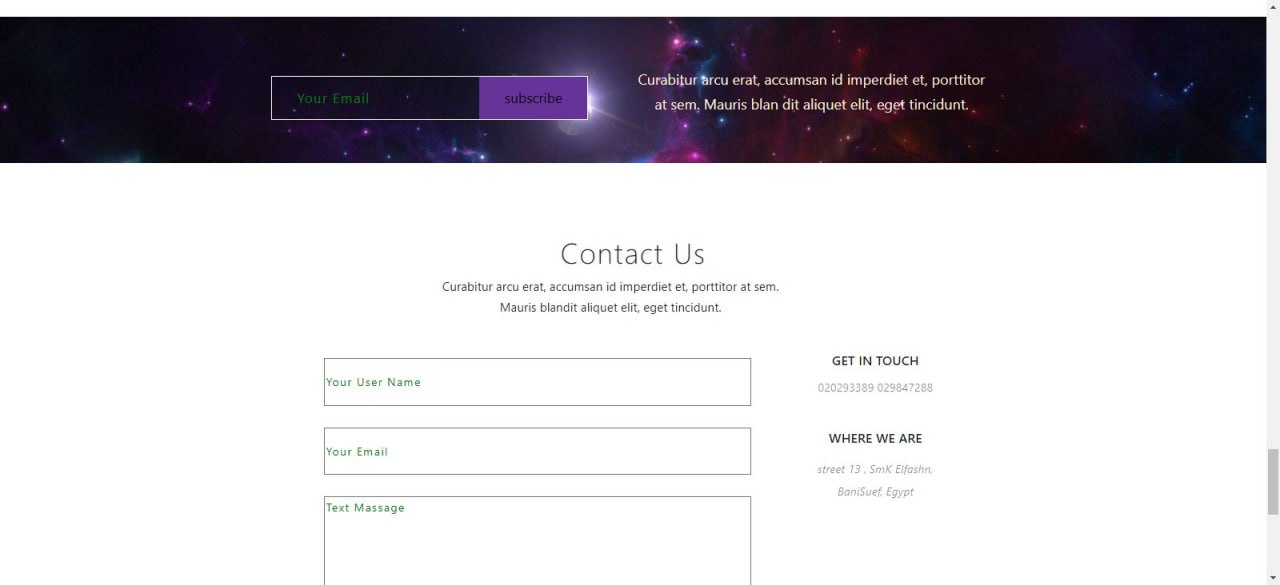 Your Email
subscribe
Curabitur arcu erat, accumsan id imperdiet et, porttitor
at sem. Mauris blan dit aliquet elit, eget tincidunt.
Contact Us
Curabitur arcu erat, accumsan id imperdiet et, porttitor at sem.
Mauris blandit aliquet elit, eget tincidunt.
Your User Name
Your Email
Text Massage
GET IN TOUCH
020293389 029847288
WHERE WE ARE
street 13 , SmK Elfashn,
BaniSuef, Egypt